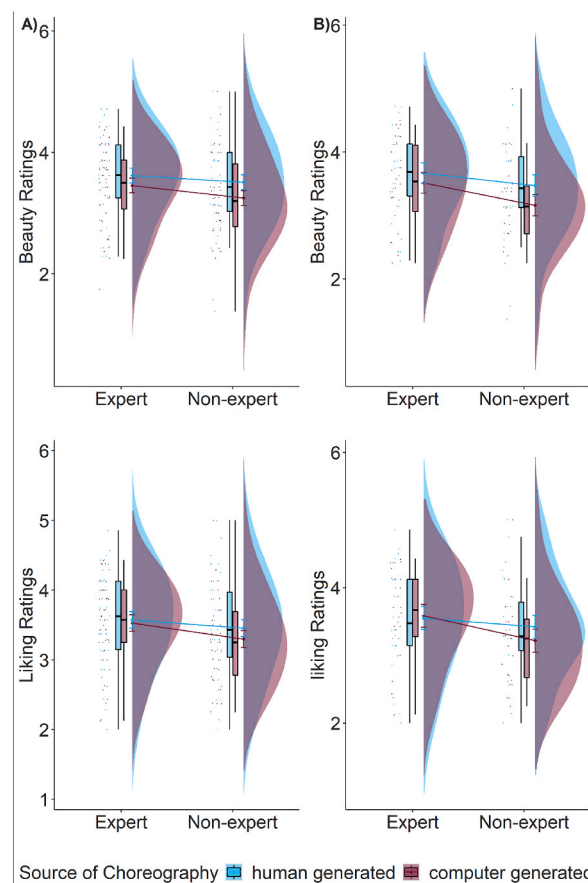 A)
6
4
2
Beauty Ratings
Expert Non-expert
B)
6
4
2
Beauty Ratings
Expert Non-expert
6
5
4
3
2
1
Liking Ratings
Expert Non-expert
6
4
2
liking Ratings
Expert Non-expert
Source of Choreography human generated computer generated